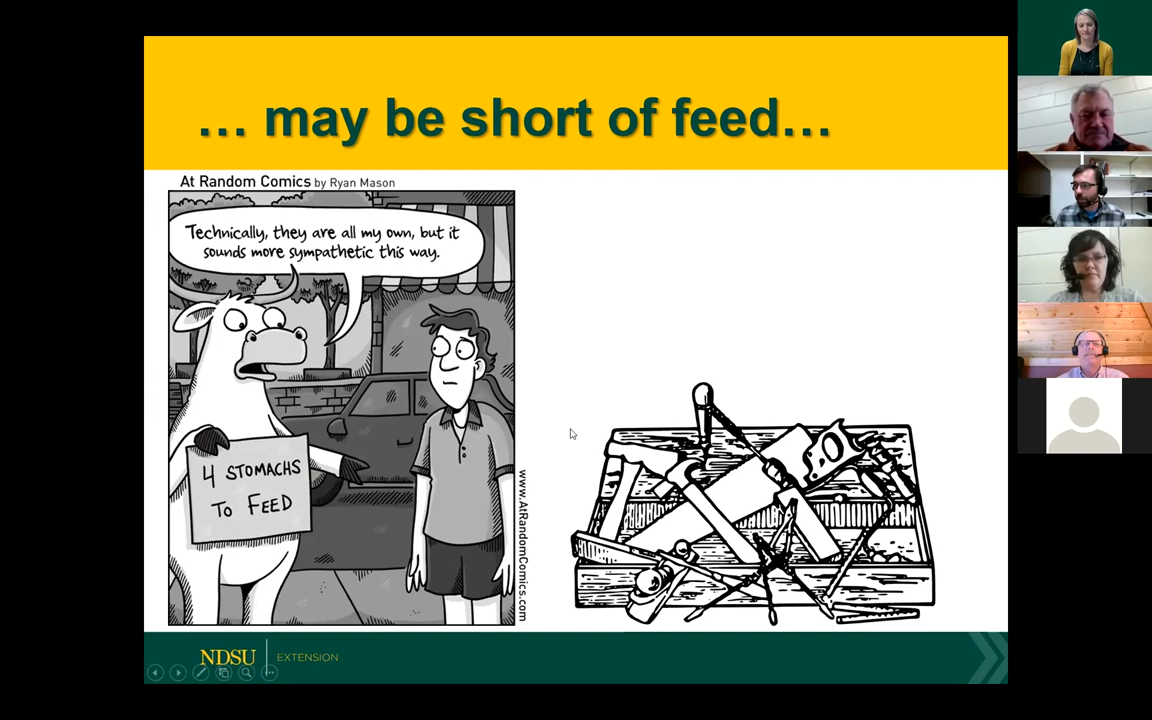 … may be short of feed…
At Random Comics by Ryan Mason
Technically, they are all my own, but it
sounds more sympathetic this way.
4 STOMACHS
TO FEED
www.AtRandomComics.com
NDSU EXTENSION